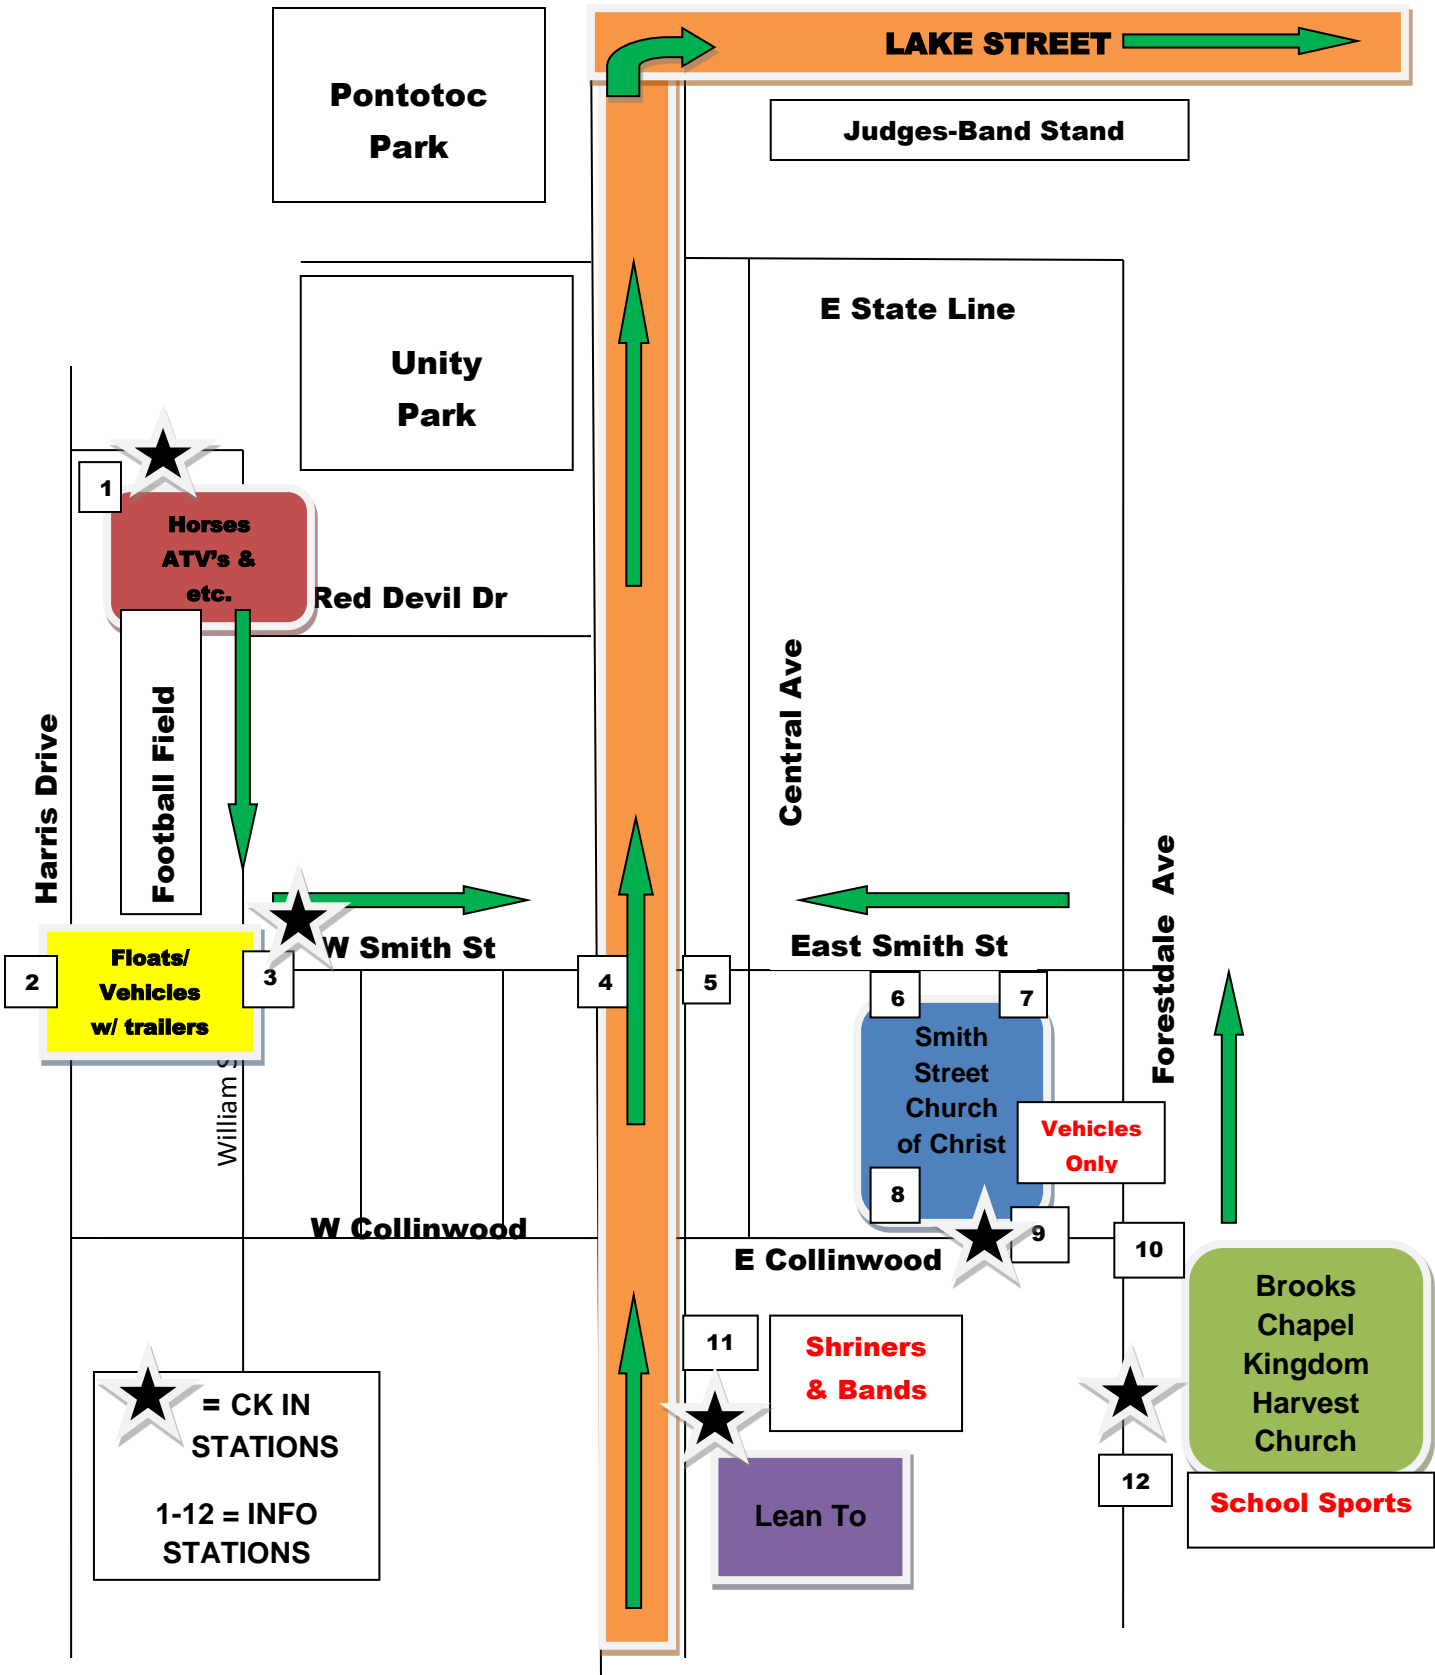 LAKE STREET
Pontotoc
Park
Judges-Band Stand
E State Line
Unity
Park
1
Horses
ATV's &
etc.
Red Devil Dr
Harris Drive
Football Field
Central Ave
Forestdale Ave
W Smith St
East Smith St
Floats/
Vehicles
w/ trailers
2
3
4
5
6
7
Smith
Street
Church
of Christ
Vehicles
Only
8
9
William S
W Collinwood
E Collinwood
10
Brooks
Chapel
Kingdom
Harvest
Church
School Sports
11
Shriners
& Bands
12
Lean To
= CK IN
STATIONS
1-12 = INFO
STATIONS